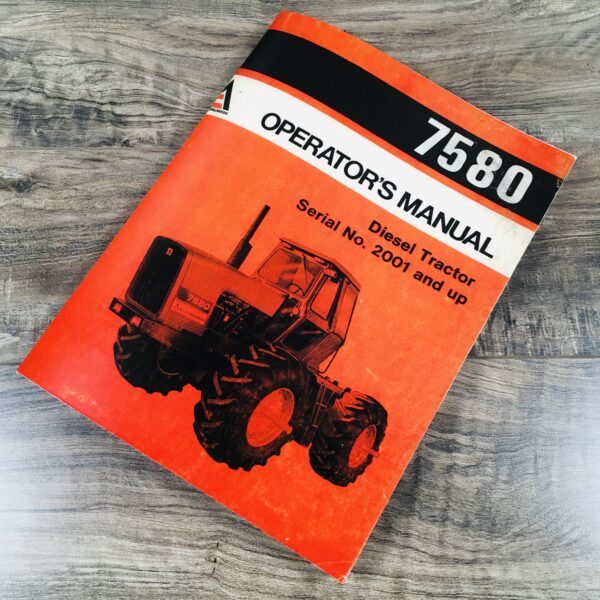 7580
OPERATOR'S MANUAL
Diesel Tractor
Serial No. 2001 and up
7580